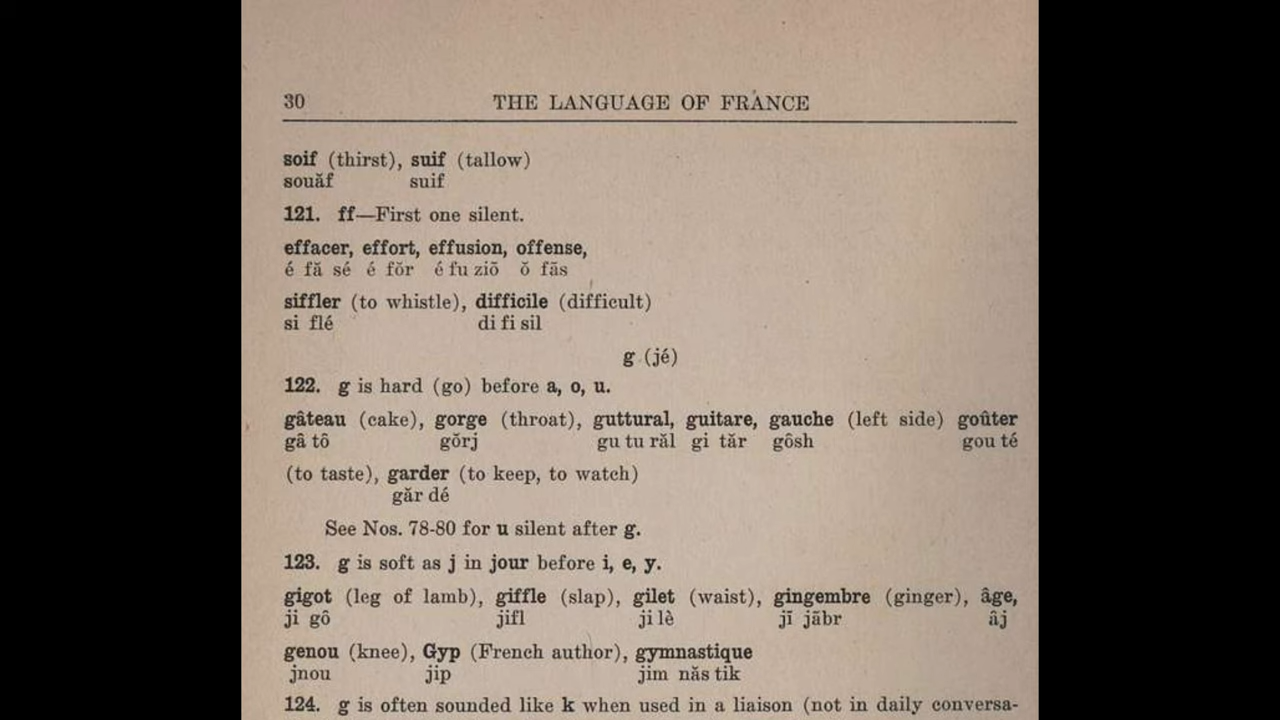 30 THE LANGUAGE OF FRANCE
soif (thirst), suif (tallow)
souăf suif
121. ff—First one silent.
effacer, effort, effusion, offense,
é fă sé é fŏr é fu ziõ ŏ fãs
siffler (to whistle), difficile (difficult)
si flé di fi sil
g (jé)
122. g is hard (go) before a, o, u.
gâteau (cake), gorge (throat), guttural, guitare, gauche (left side) goûter
gâ tô gŏrj gu tu răl gi tăr gôsh gou té
(to taste), garder (to keep, to watch)
găr dé
See Nos. 78-80 for u silent after g.
123. g is soft as j in jour before i, e, y.
gigot (leg of lamb), giffle (slap), gilet (waist), gingembre (ginger), âge,
ji gô jifl ji lè jĩ jãbr âj
genou (knee), Gyp (French author), gymnastique
jnou jip jim năs tik
124. g is often sounded like k when used in a liaison (not in daily conversa-